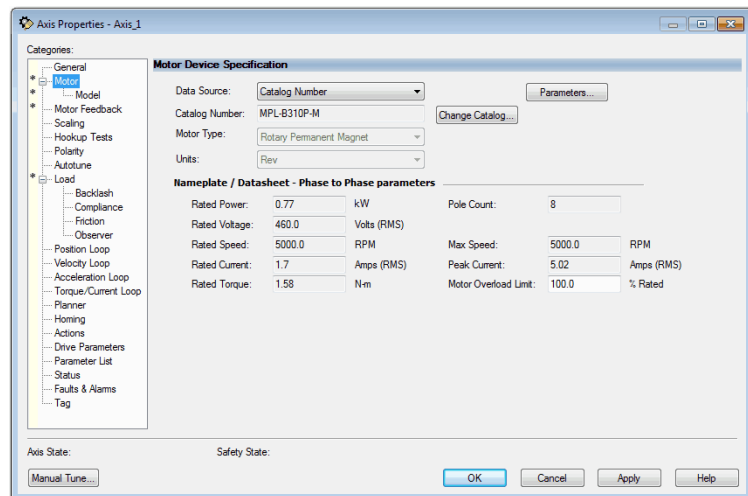 Axis Properties - Axis_1
Categories:
General
* Motor
* Model
* Motor Feedback
Scaling
Hookup Tests
Polarity
Autotune
* Load
Backlash
Compliance
Friction
Observer
Position Loop
Velocity Loop
Acceleration Loop
Torque/Current Loop
Planner
Homing
Actions
Drive Parameters
Parameter List
Status
Faults & Alarms
Tag
Motor Device Specification
Data Source: Catalog Number Parameters...
Catalog Number: MPL-B310P-M Change Catalog...
Motor Type: Rotary Permanent Magnet
Units: Rev
Nameplate / Datasheet - Phase to Phase parameters
Rated Power: 0.77 kW Pole Count: 8
Rated Voltage: 460.0 Volts (RMS)
Rated Speed: 5000.0 RPM Max Speed: 5000.0 RPM
Rated Current: 1.7 Amps (RMS) Peak Current: 5.02 Amps (RMS)
Rated Torque: 1.58 N-m Motor Overload Limit: 100.0 % Rated
Axis State: Safety State:
Manual Tune... OK Cancel Apply Help